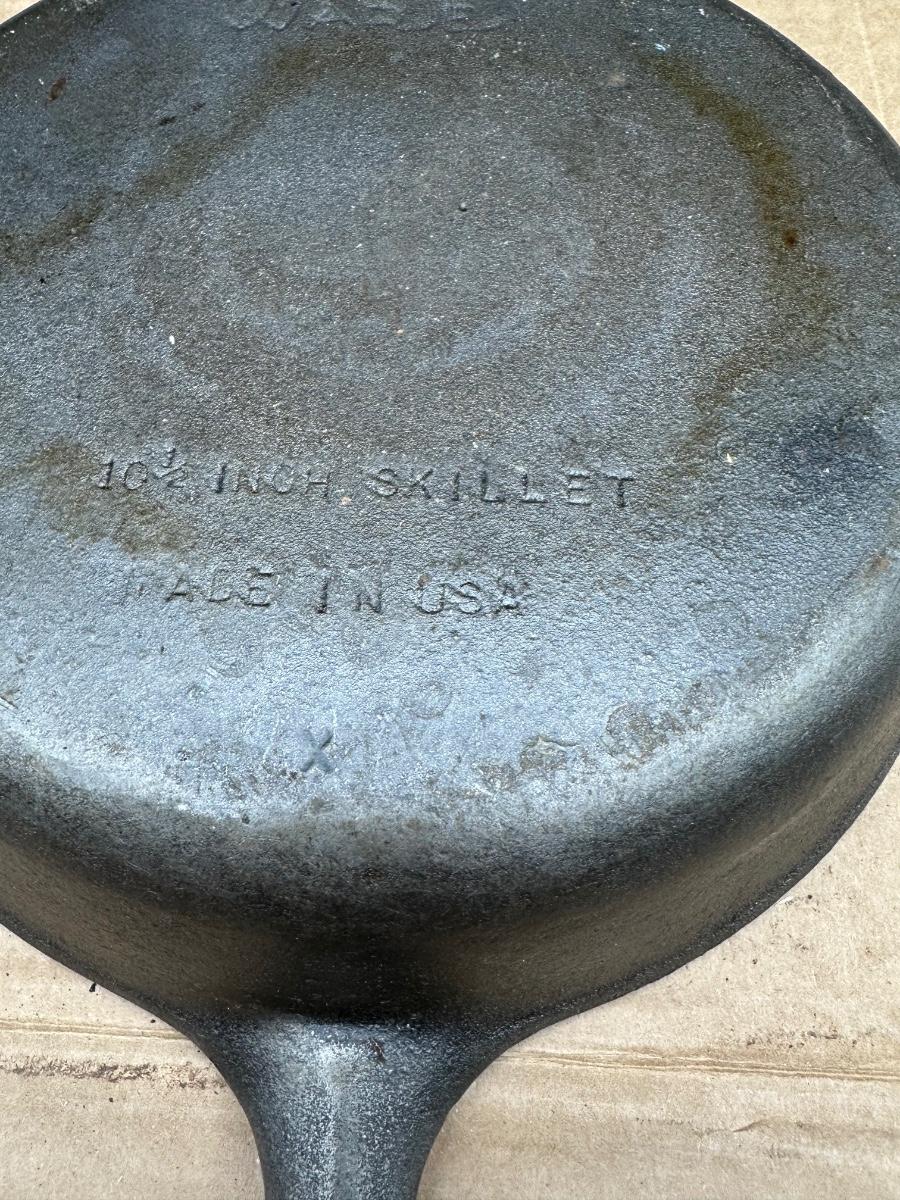 10½ INCH SKILLET
MADE IN USA
X